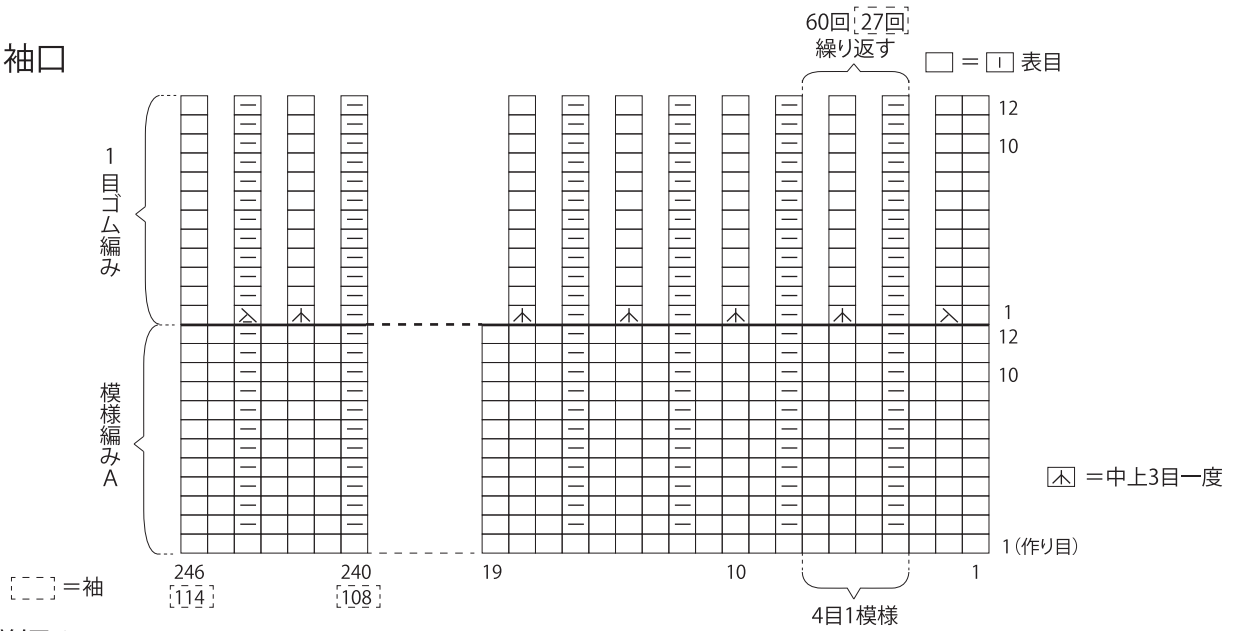 袖口
60回 27回
繰り返す
□ = | 表目
12
10
1
12
10
1(作り目)
1目ゴム編み
模様編みA
=中上3目一度
246 240 19 10 1
114 108
=袖
4目1模様